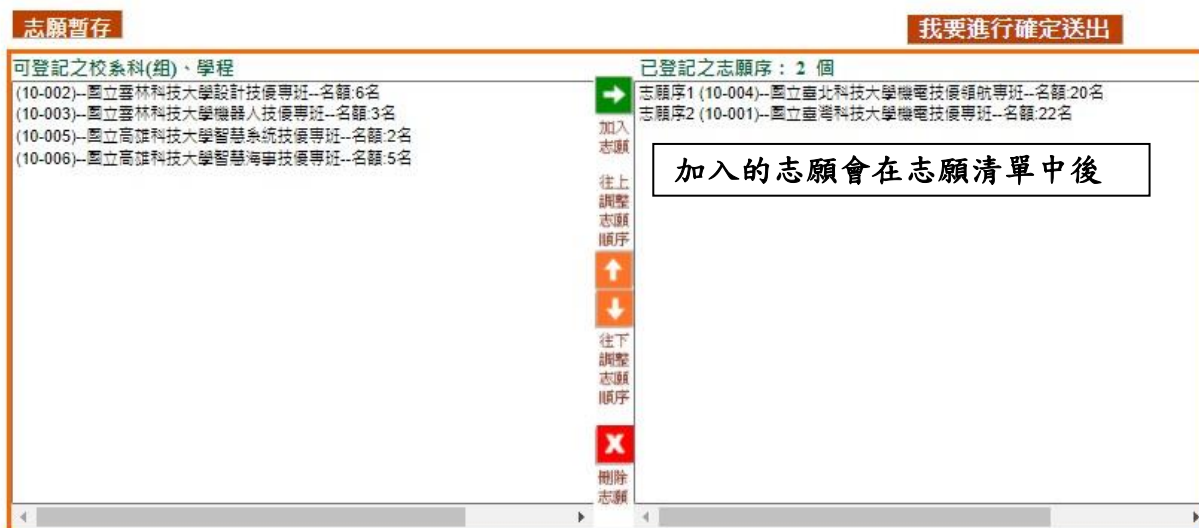 志願暫存
我要進行確定送出
可登記之校系科(組)、學程
(10-002)--國立雲林科技大學設計技優專班--名額:6名
(10-003)--國立雲林科技大學機器人技優專班--名額:3名
(10-005)--國立高雄科技大學智慧系統技優專班--名額:2名
(10-006)--國立高雄科技大學智慧海事技優專班--名額:5名
加入
志願
往上
調整
志願
順序
往下
調整
志願
順序
刪除
志願
已登記之志願序： 2 個
志願序1 (10-004)--國立臺北科技大學機電技優領航專班--名額:20名
志願序2 (10-001)--國立臺灣科技大學機電技優專班--名額:22名
加入的志願會在志願清單中後